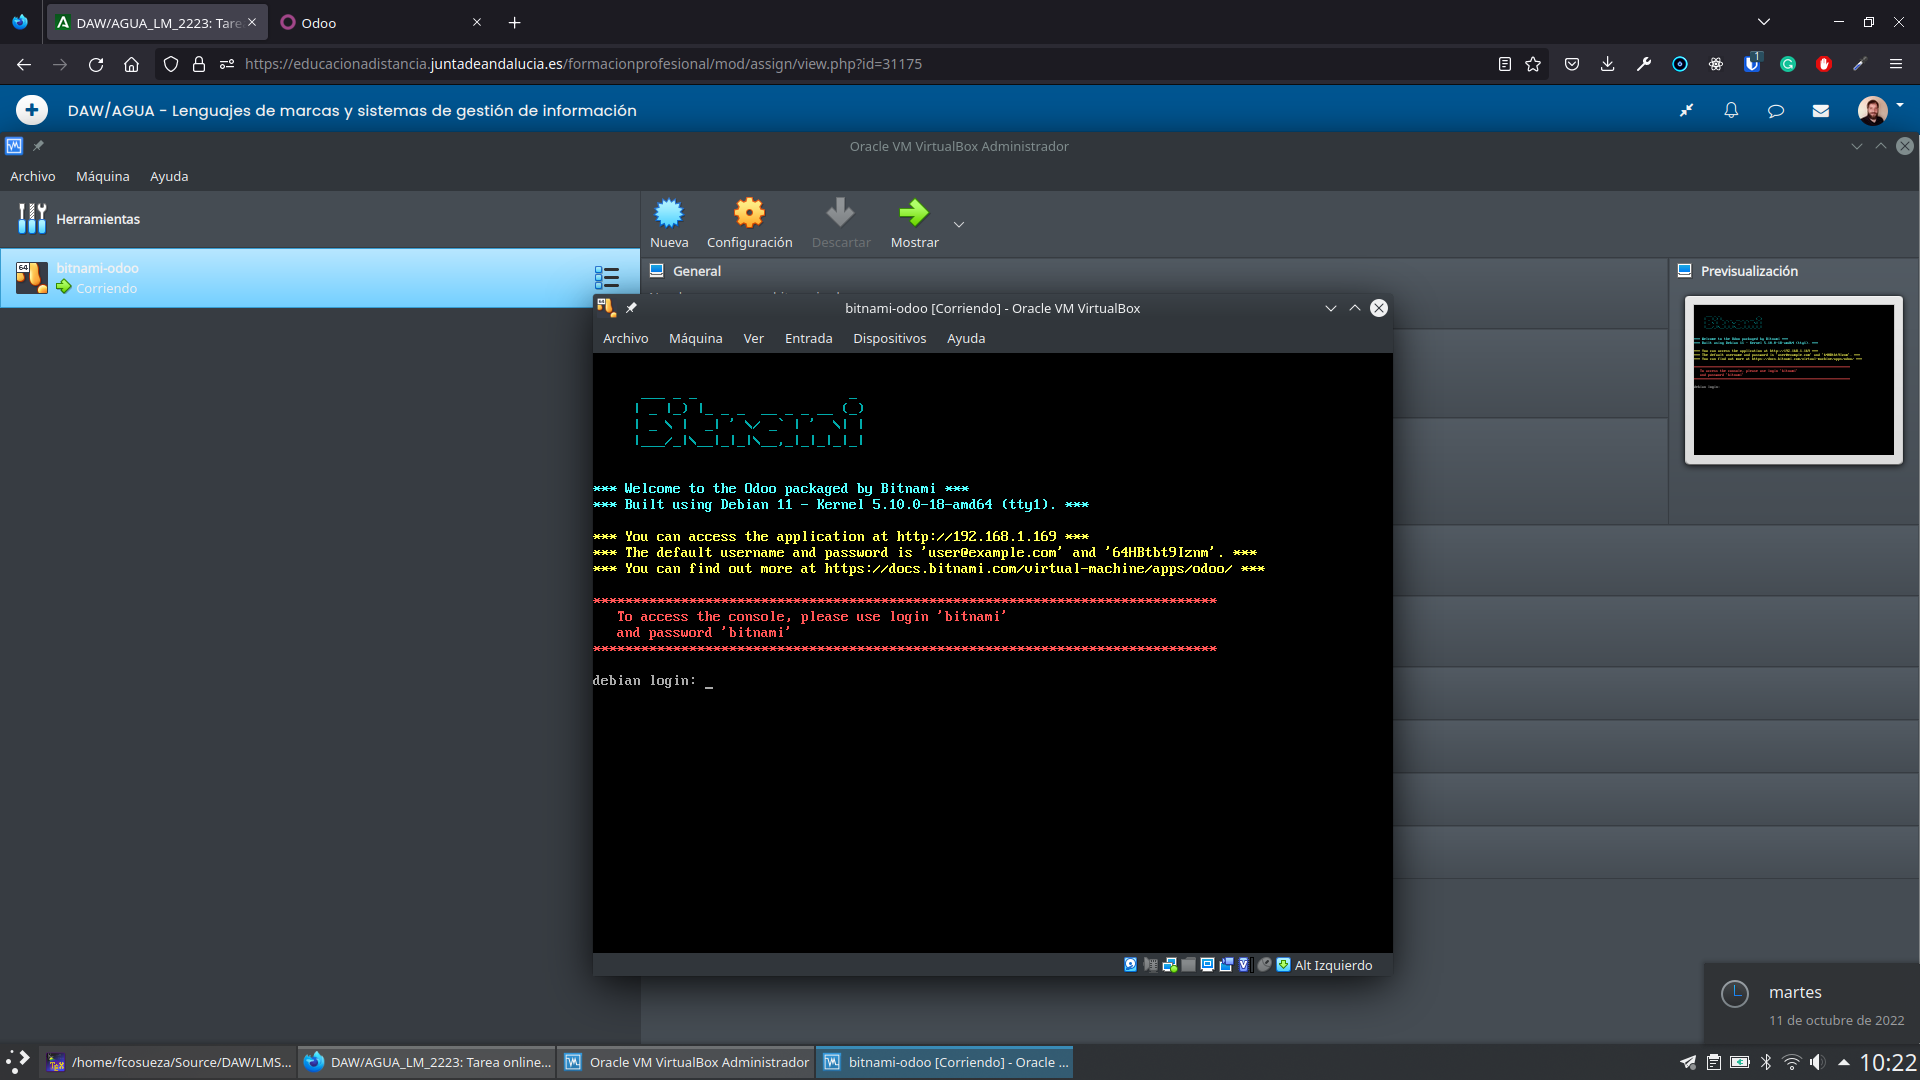 DAW/AGUA_LM_2223: Tare
Odoo
https://educacionadistancia.juntadeandalucia.es/formacionprofesional/mod/assign/view.php?id=31175
1
DAW/AGUA - Lenguajes de marcas y sistemas de gestión de información
Oracle VM VirtualBox Administrador
Archivo Máquina Ayuda
Herramientas
Nueva Configuración Descartar Mostrar
64
bitnami-odoo
Corriendo
General
Previsualización
bitnami-odoo [Corriendo] - Oracle VM VirtualBox
Archivo Máquina Ver Entrada Dispositivos Ayuda
Bitnami
*** Welcome to the Odoo packaged by Bitnami ***
*** Built using Debian 11 - Kernel 5.10.0-18-amd64 (tty1). ***
*** You can access the application at http://192.168.1.169 ***
*** The default username and password is 'user@example.com' and '64HBtbt9Iznm'. ***
*** You can find out more at https://docs.bitnami.com/virtual-machine/apps/odoo/ ***
******************************************************************************
To access the console, please use login 'bitnami'
and password 'bitnami'
******************************************************************************
debian login: _
Alt Izquierdo
martes
11 de octubre de 2022
/home/fcosueza/Source/DAW/LMS...
DAW/AGUA_LM_2223: Tarea online...
Oracle VM VirtualBox Administrador
bitnami-odoo [Corriendo] - Oracle ...
10:22